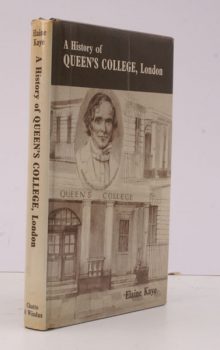 A History of
QUEEN'S COLLEGE, London
QUEEN'S COLLEGE
Elaine Kaye
Elaine
Kaye
A History of QUEEN'S COLLEGE, London
Chatto
& Windus